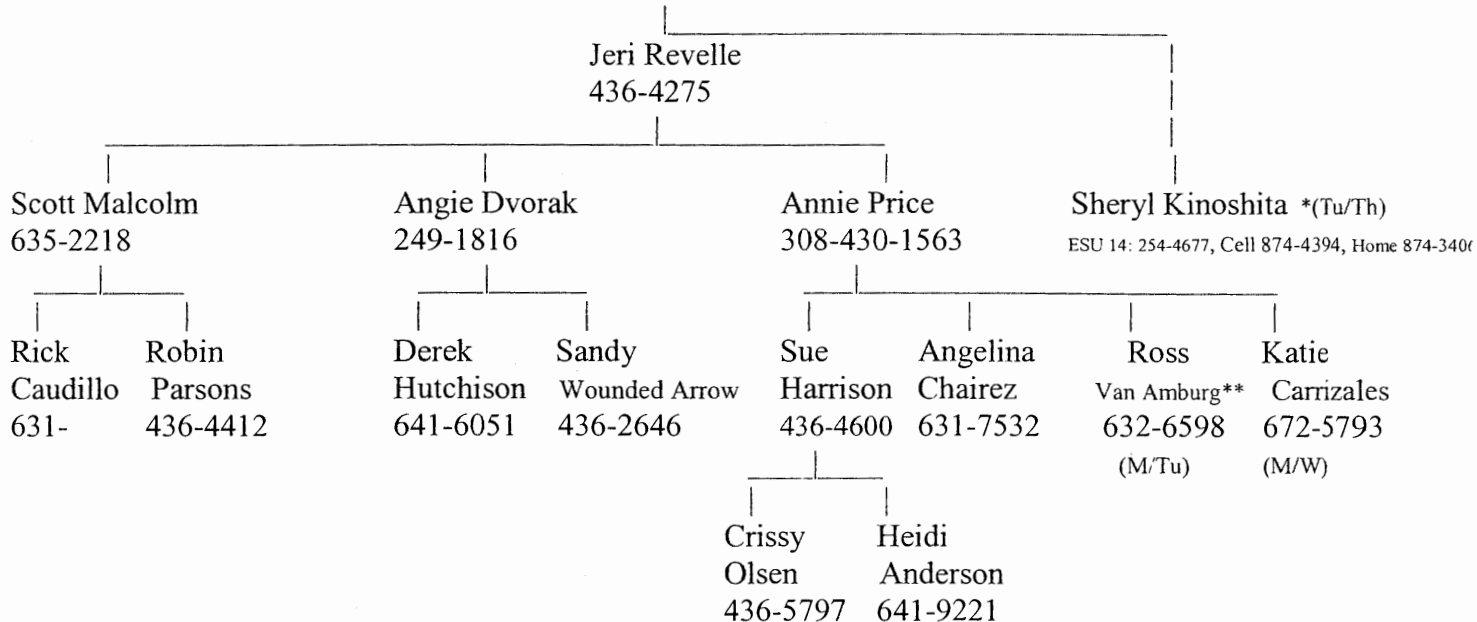 Jeri Revelle
436-4275
Scott Malcolm
635-2218
Angie Dvorak
249-1816
Annie Price
308-430-1563
Sheryl Kinoshita *(Tu/Th)
ESU 14: 254-4677, Cell 874-4394, Home 874-340
Rick
Caudillo
631-
Robin
Parsons
436-4412
Derek
Hutchison
641-6051
Sandy
Wounded Arrow
436-2646
Sue
Harrison
436-4600
Angelina
Chairez
631-7532
Ross
Van Amburg**
632-6598
(M/Tu)
Katie
Carrizales
672-5793
(M/W)
Crissy
Olsen
436-5797
Heidi
Anderson
641-9221